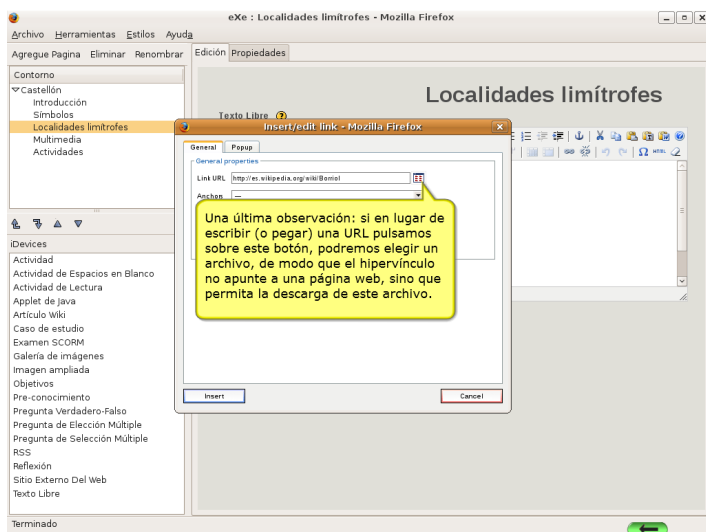 eXe : Localidades limítrofes - Mozilla Firefox
Archivo Herramientas Estilos Ayuda
Agregue Pagina Eliminar Renombrar
Edición Propiedades
Contorno
Castellón
Introducción
Símbolos
Localidades limítrofes
Multimedia
Actividades
Localidades limítrofes
Texto Libre
HTML
Insert/edit link - Mozilla Firefox
General Popup
General properties
Link URL http://es.wikipedia.org/wiki/Borriol
Anchon ---
Una última observación: si en lugar de
escribir (o pegar) una URL pulsamos
sobre este botón, podremos elegir un
archivo, de modo que el hipervínculo
no apunte a una página web, sino que
permita la descarga de este archivo.
Insert Cancel
iDevices
Actividad
Actividad de Espacios en Blanco
Actividad de Lectura
Applet de Java
Artículo Wiki
Caso de estudio
Examen SCORM
Galería de imágenes
Imagen ampliada
Objetivos
Pre-conocimiento
Pregunta Verdadero-Falso
Pregunta de Elección Múltiple
Pregunta de Selección Múltiple
RSS
Reflexión
Sitio Externo Del Web
Texto Libre
Terminado